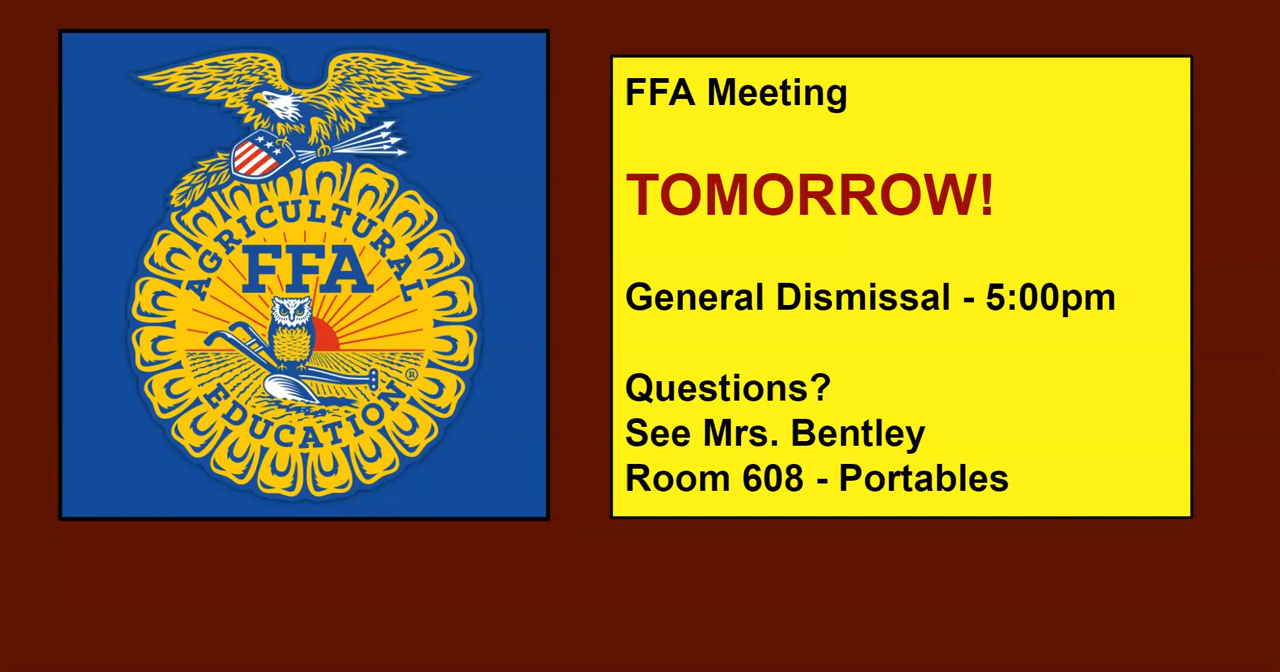 AGRICULTURAL
FFA
EDUCATION
®
FFA Meeting
TOMORROW!
General Dismissal - 5:00pm
Questions?
See Mrs. Bentley
Room 608 - Portables